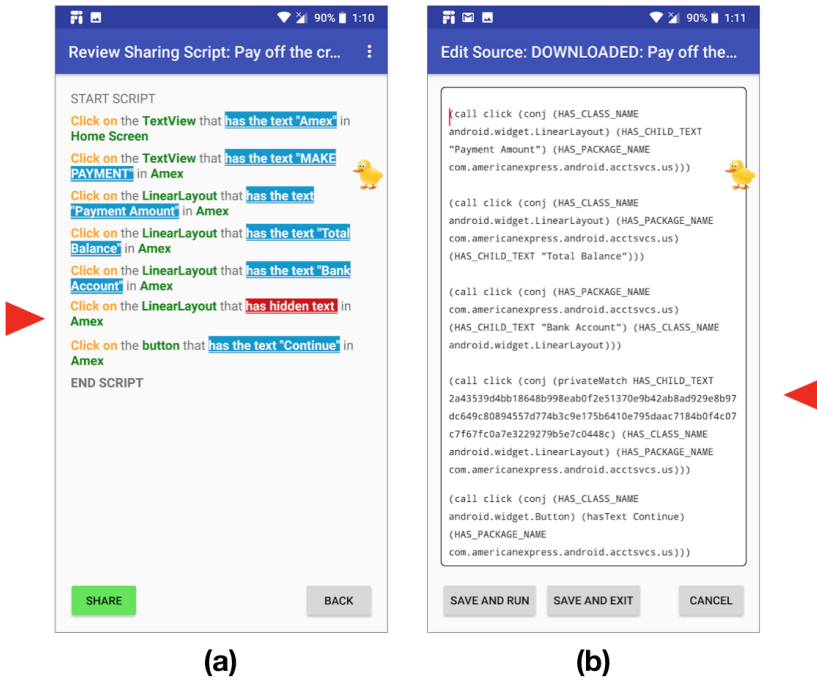 90% 1:10
Review Sharing Script: Pay off the cr...
START SCRIPT
Click on the TextView that has the text "Amex" in
Home Screen
Click on the TextView that has the text "MAKE
PAYMENT" in Amex
Click on the LinearLayout that has the text
"Payment Amount" in Amex
Click on the LinearLayout that has the text "Total
Balance" in Amex
Click on the LinearLayout that has the text "Bank
Account" in Amex
Click on the LinearLayout that has hidden text in
Amex
Click on the button that has the text "Continue" in
Amex
END SCRIPT
SHARE
BACK
(a)
90% 1:11
Edit Source: DOWNLOADED: Pay off the...
(call click (conj (HAS_CLASS_NAME
android.widget.LinearLayout) (HAS_CHILD_TEXT
"Payment Amount") (HAS_PACKAGE_NAME
com.americanexpress.android.acctsvcs.us)))
(call click (conj (HAS_CLASS_NAME
android.widget.LinearLayout) (HAS_PACKAGE_NAME
com.americanexpress.android.acctsvcs.us)
(HAS_CHILD_TEXT "Total Balance")))
(call click (conj (HAS_PACKAGE_NAME
com.americanexpress.android.acctsvcs.us)
(HAS_CHILD_TEXT "Bank Account") (HAS_CLASS_NAME
android.widget.LinearLayout)))
(call click (conj (privateMatch HAS_CHILD_TEXT
2a43539d4bb18648b998eab0f2e51370e9b42ab8ad929e8b97
dc649c80894557d774b3c9e175b6410e795daac7184b0f4c07
c7f67fc0a7e3229279b5e7c0448c) (HAS_CLASS_NAME
android.widget.LinearLayout) (HAS_PACKAGE_NAME
com.americanexpress.android.acctsvcs.us)))
(call click (conj (HAS_CLASS_NAME
android.widget.Button) (hasText Continue)
(HAS_PACKAGE_NAME
com.americanexpress.android.acctsvcs.us)))
SAVE AND RUN
SAVE AND EXIT
CANCEL
(b)